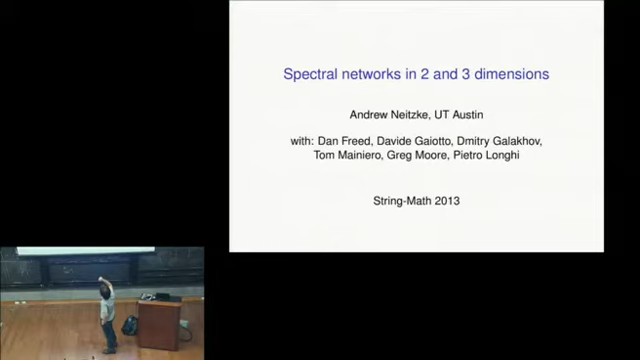 Spectral networks in 2 and 3 dimensions
Andrew Neitzke, UT Austin
with: Dan Freed, Davide Gaiotto, Dmitry Galakhov,
Tom Mainiero, Greg Moore, Pietro Longhi
String-Math 2013